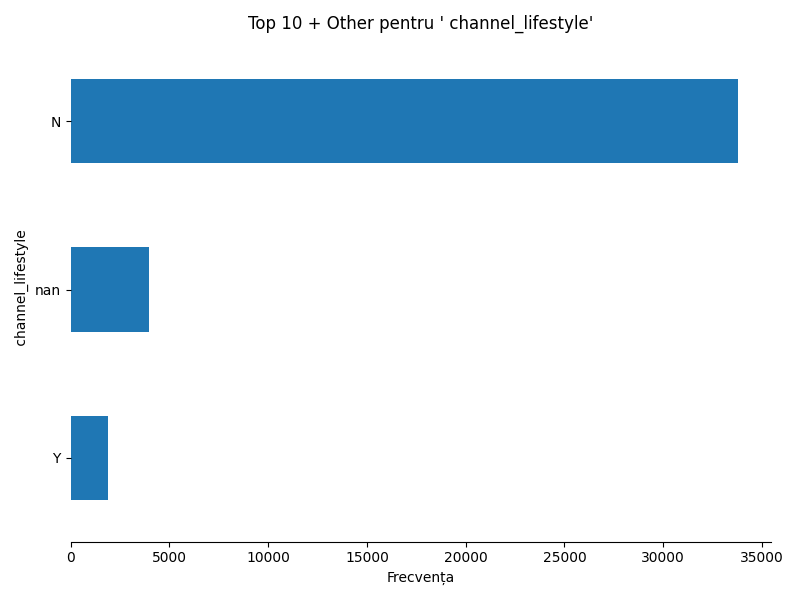 Top 10 + Other pentru ' channel_lifestyle'
channel_lifestyle
N
nan
Y
0 5000 10000 15000 20000 25000 30000 35000
Frecvența